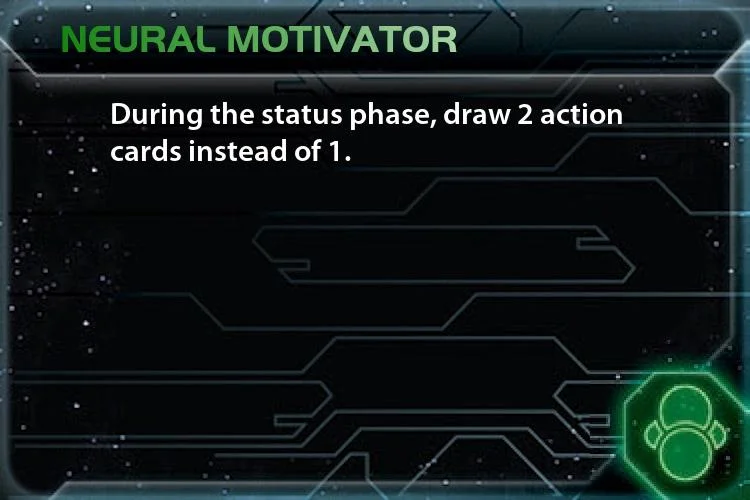 NEURAL MOTIVATOR
During the status phase, draw 2 action
cards instead of 1.